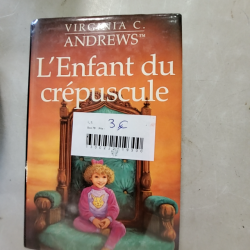 VIRGINIA C.
ANDREWS™
L'Enfant du
crépuscule
3€